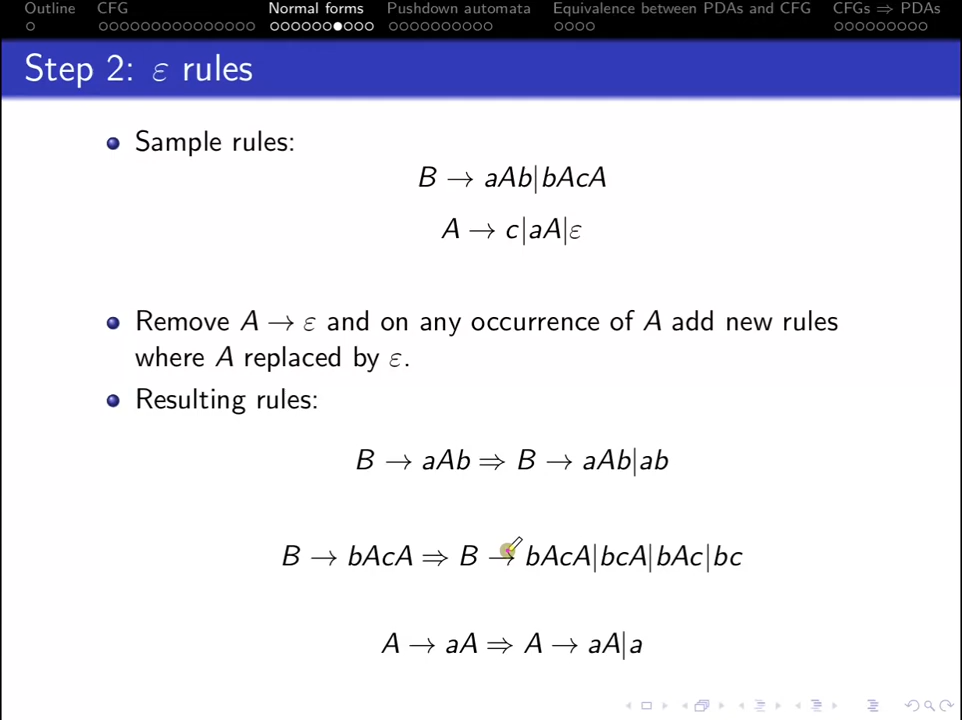 Outline CFG Normal forms Pushdown automata Equivalence between PDAs and CFG CFGs ⇒ PDAs
Step 2: ε rules
Sample rules:
B → aAb|bAcA
A → c|aA|ε
Remove A → ε and on any occurrence of A add new rules
where A replaced by ε.
Resulting rules:
B → aAb ⇒ B → aAb|ab
B → bAcA ⇒ B → bAcA|bcA|bAc|bc
A → aA ⇒ A → aA|a